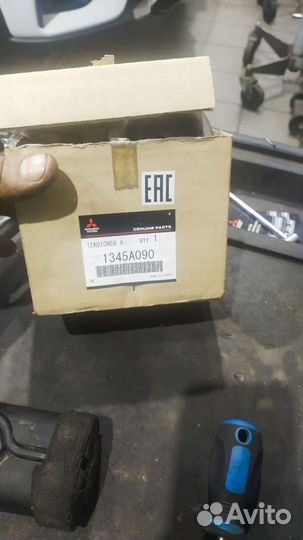 EAC
GENUINE PARTS
TENSIONER,A
QTY: 1
1345A090
Avito